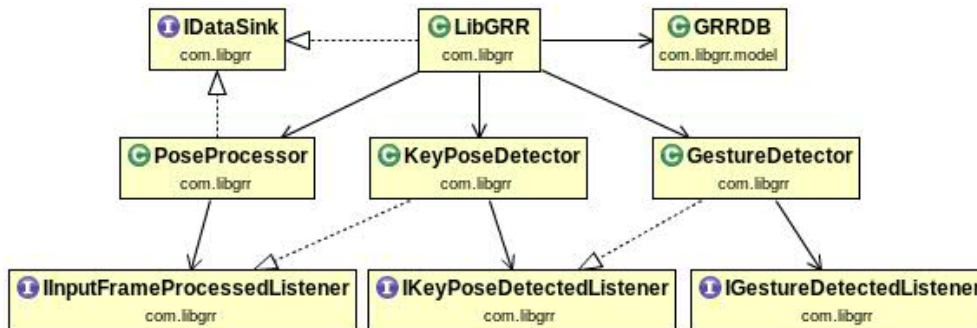 I IDataSink
com.libgrr
C LibGRR
com.libgrr
C GRRDB
com.libgrr.model
C PoseProcessor
com.libgrr
C KeyPoseDetector
com.libgrr
C GestureDetector
com.libgrr
I IInputFrameProcessedListener
com.libgrr
I IKeyPoseDetectedListener
com.libgrr
I IGestureDetectedListener
com.libgrr